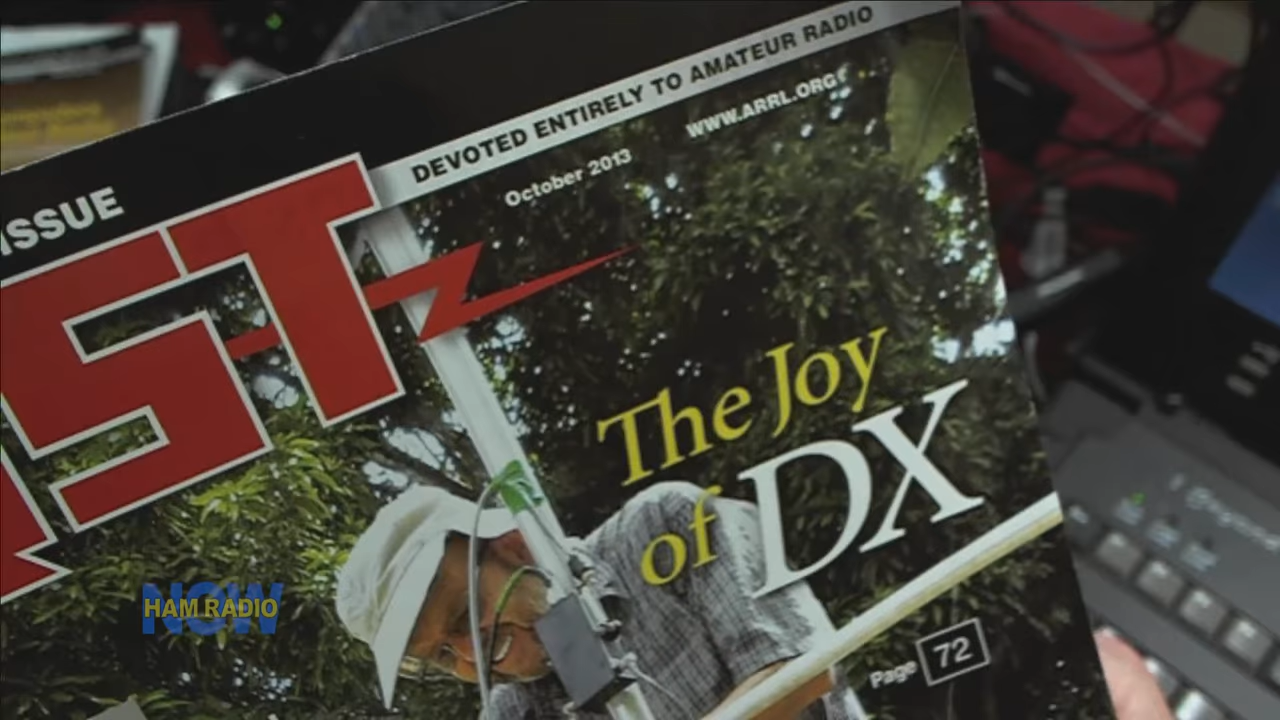 DEVOTED ENTIRELY TO AMATEUR RADIO
WWW.ARRL.ORG
October 2013
ISSUE
ST
The Joy
of DX
NOW
HAM RADIO
Page 72